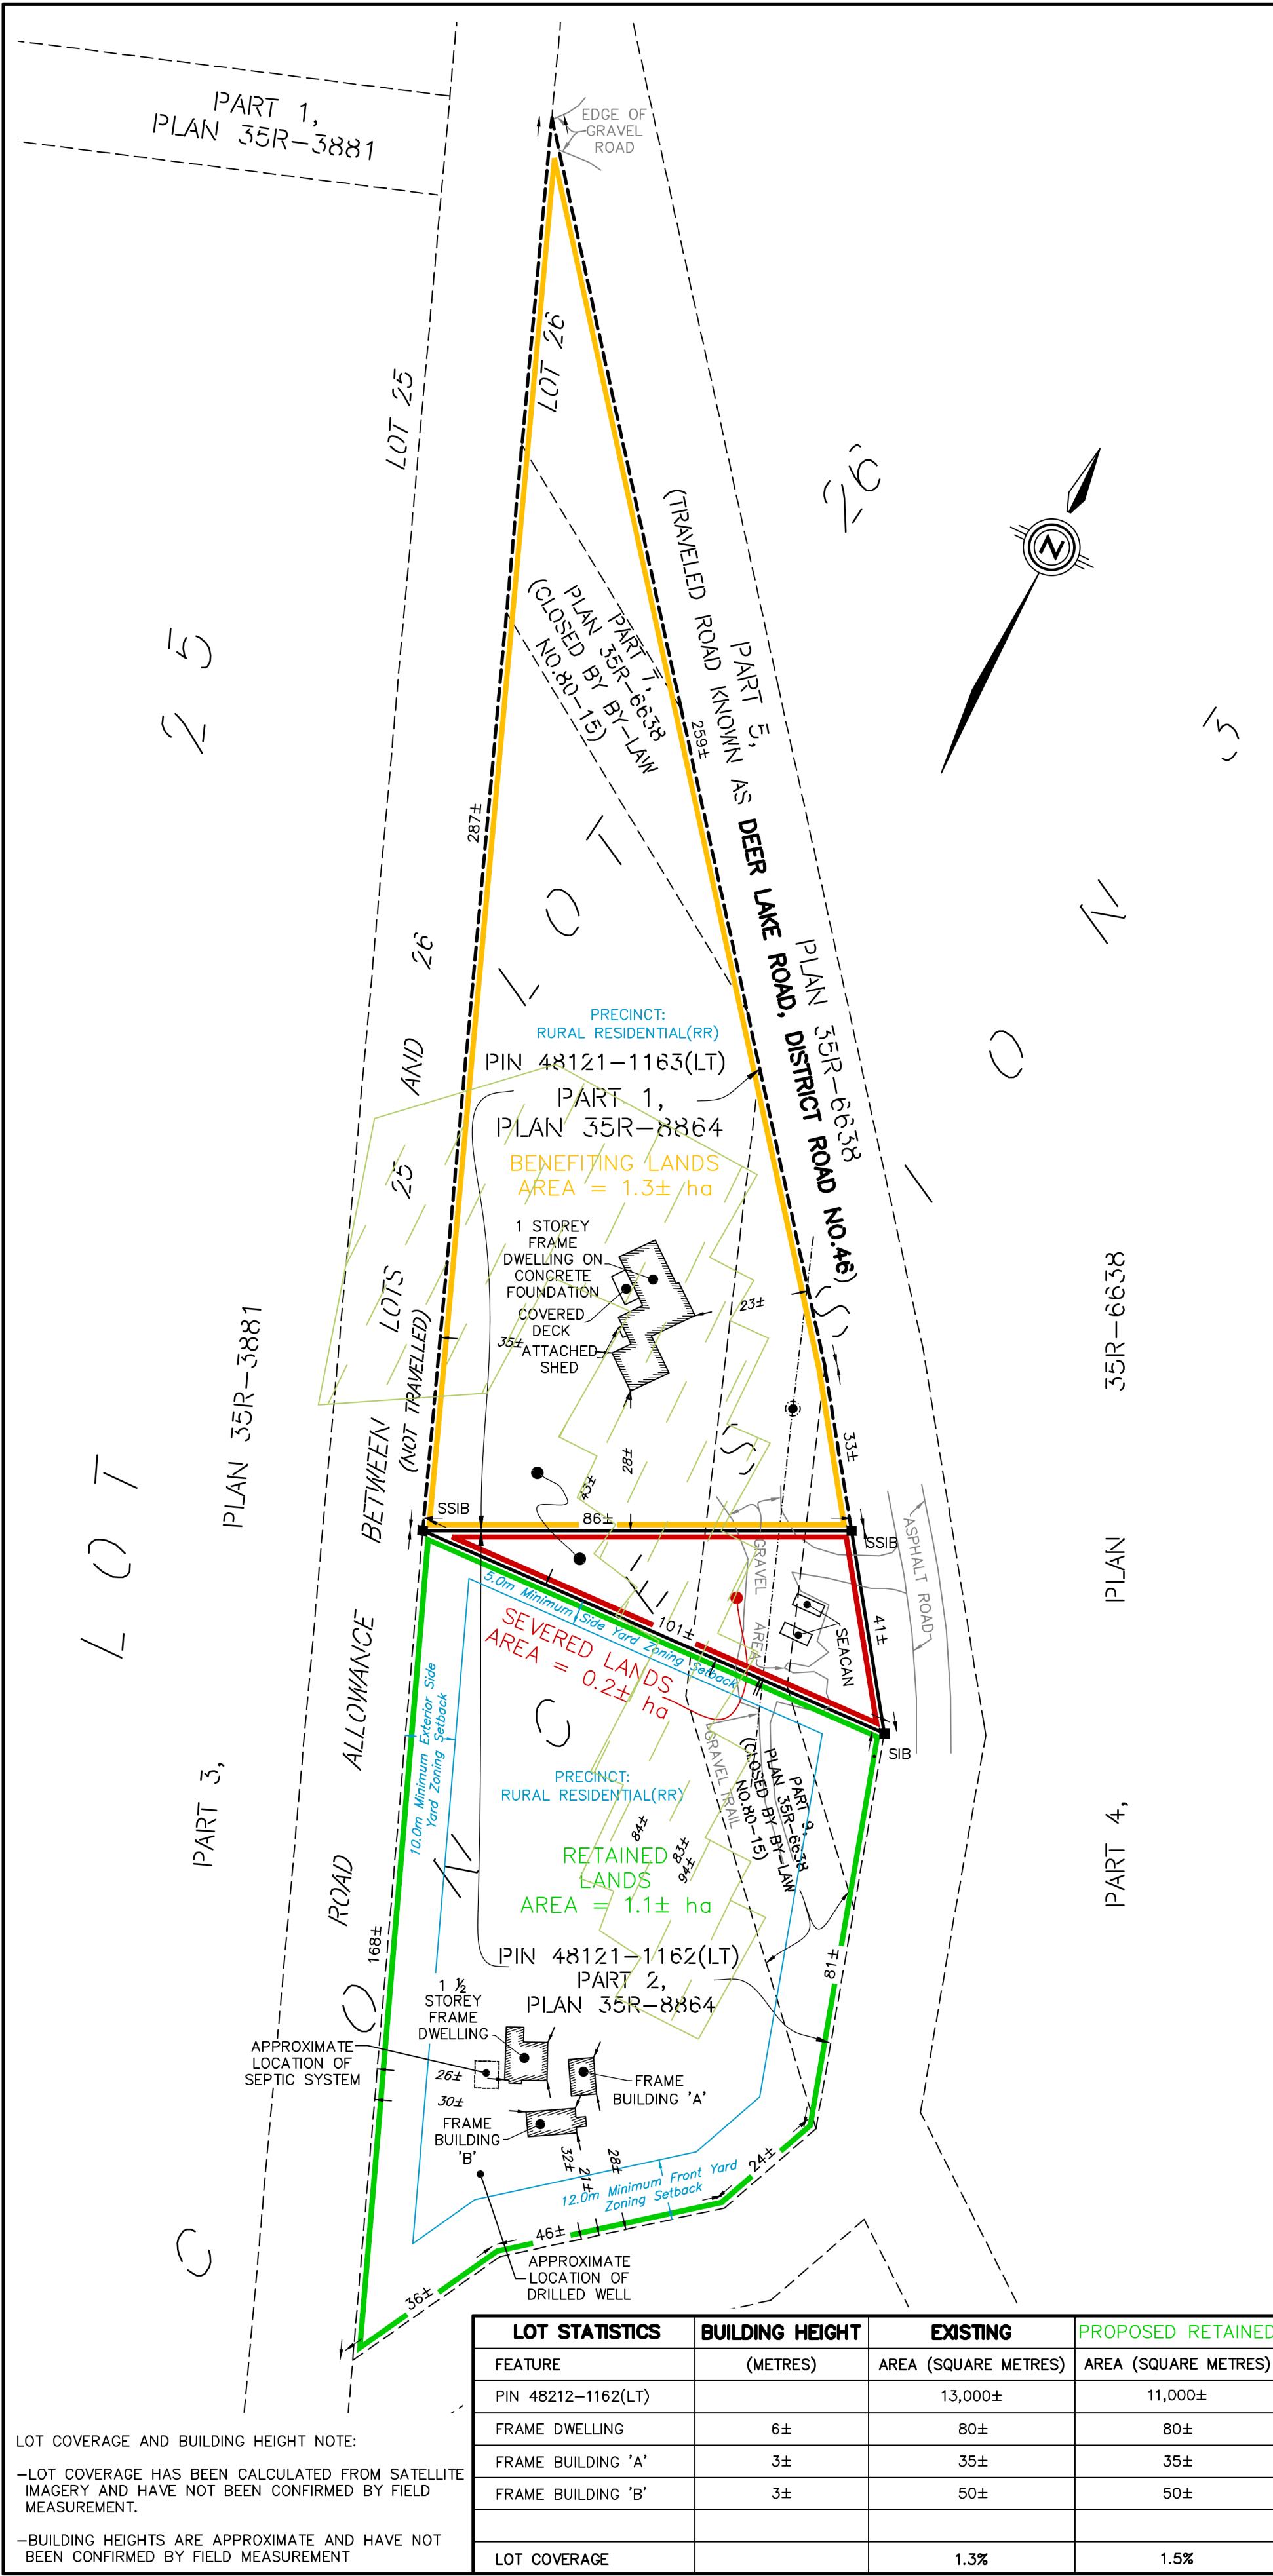 PART 1,
PLAN 35R-3881
EDGE OF
GRAVEL
ROAD
LOT 26
LOT 25
26
2 5
3
(TRAVELED ROAD KNOWN AS DEER LAKE ROAD, DISTRICT ROAD NO.46)
PART 5,
PLAN 35R-6638
PART 7,
PLAN 35R-6638
(CLOSED BY BY-LAW
NO.80-15)
259±
287±
L O T
N
O
I
S
S
E
C
N
O
C
ROAD ALLOWANCE BETWEEN LOTS 25 AND 26
(NOT TRAVELLED)
PRECINCT:
RURAL RESIDENTIAL(RR)
PIN 48121-1163(LT)
PART 1,
PLAN 35R-8864
BENEFITING LANDS
AREA = 1.3± ha
1 STOREY
FRAME
DWELLING ON
CONCRETE
FOUNDATION
COVERED
DECK
ATTACHED
SHED
35±
23±
28±
43±
33±
PLAN 35R-3881
L O T
PART 3,
PART 4, PLAN 35R-6638
SSIB
86±
SSIB
GRAVEL AREA
ASPHALT ROAD
SEACAN
41±
101±
5.0m Minimum Side Yard Zoning Setback
SEVERED LANDS
AREA = 0.2± ha
10.0m Minimum Exterior Side
Yard Zoning Setback
SIB
GRAVEL TRAIL
PART 9,
PLAN 35R-6638
(CLOSED BY BY-LAW
NO.80-15)
PRECINCT:
RURAL RESIDENTIAL(RR)
84±
83±
94±
RETAINED
LANDS
AREA = 1.1± ha
168±
81±
PIN 48121-1162(LT)
PART 2,
PLAN 35R-8864
1 ½
STOREY
FRAME
DWELLING
APPROXIMATE
LOCATION OF
SEPTIC SYSTEM
26±
30±
FRAME
BUILDING 'A'
FRAME
BUILDING
'B'
32±
21±
28±
12.0m Minimum Front Yard
Zoning Setback
24±
46±
36±
APPROXIMATE
LOCATION OF
DRILLED WELL
LOT STATISTICS BUILDING HEIGHT EXISTING PROPOSED RETAINED
FEATURE (METRES) AREA (SQUARE METRES) AREA (SQUARE METRES)
PIN 48212-1162(LT) 13,000± 11,000±
FRAME DWELLING 6± 80± 80±
FRAME BUILDING 'A' 3± 35± 35±
FRAME BUILDING 'B' 3± 50± 50±
LOT COVERAGE 1.3% 1.5%
LOT COVERAGE AND BUILDING HEIGHT NOTE:
-LOT COVERAGE HAS BEEN CALCULATED FROM SATELLITE
IMAGERY AND HAVE NOT BEEN CONFIRMED BY FIELD
MEASUREMENT.
-BUILDING HEIGHTS ARE APPROXIMATE AND HAVE NOT
BEEN CONFIRMED BY FIELD MEASUREMENT